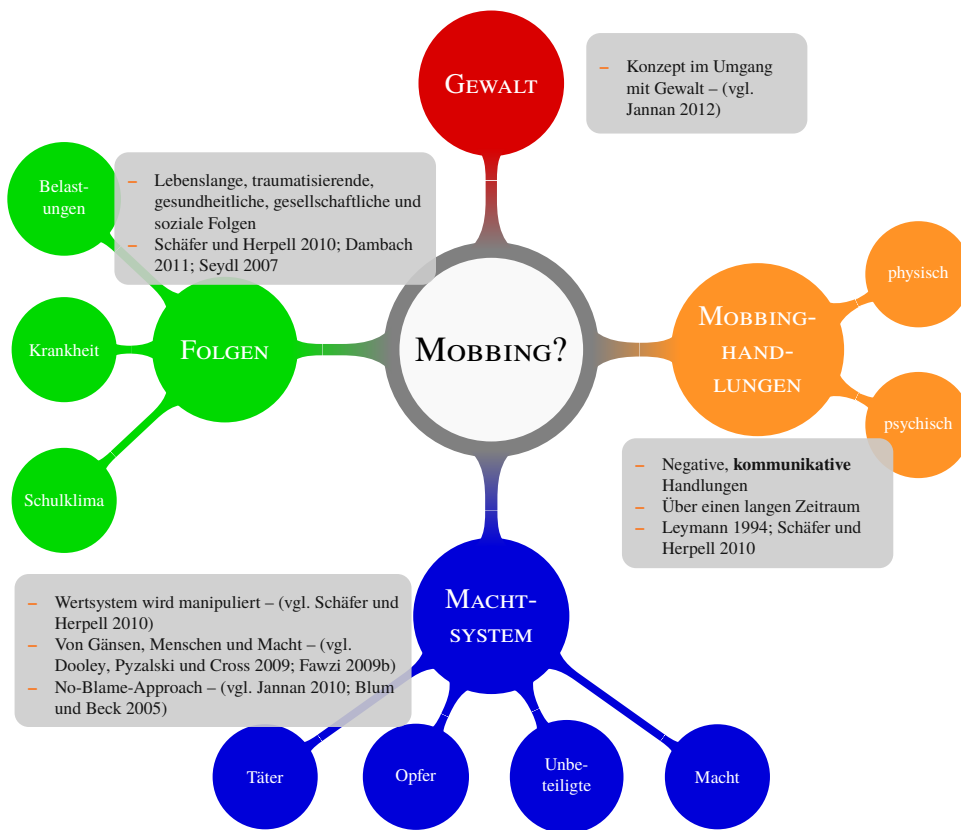 GEWALT
– Konzept im Umgang
mit Gewalt – (vgl.
Jannan 2012)
Belast-
ungen
– Lebenslange, traumatisierende,
gesundheitliche, gesellschaftliche und
soziale Folgen
– Schäfer und Herpell 2010; Dambach
2011; Seydl 2007
physisch
Krankheit
FOLGEN
MOBBING?
MOBBING-
HAND-
LUNGEN
psychisch
– Negative, kommunikative
Handlungen
– Über einen langen Zeitraum
– Leymann 1994; Schäfer und
Herpell 2010
Schulklima
– Wertsystem wird manipuliert – (vgl. Schäfer und
Herpell 2010)
– Von Gänsen, Menschen und Macht – (vgl.
Dooley, Pyzalski und Cross 2009; Fawzi 2009b)
– No-Blame-Approach – (vgl. Jannan 2010; Blum
und Beck 2005)
MACHT-
SYSTEM
Täter
Opfer
Unbe-
teiligte
Macht